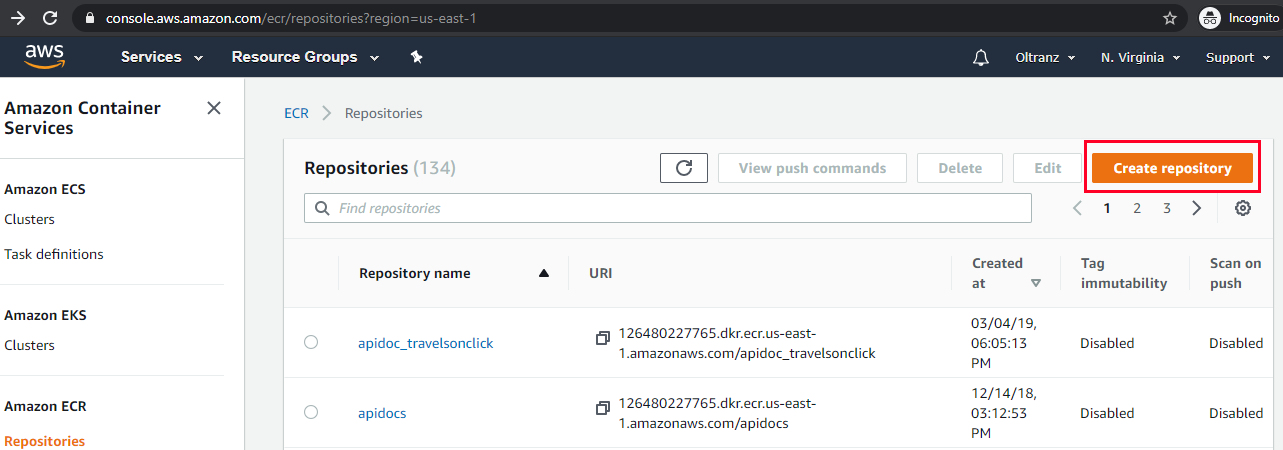 console.aws.amazon.com/ecr/repositories?region=us-east-1 Incognito
aws Services Resource Groups Oltranz N. Virginia Support
Amazon Container
Services
Amazon ECS
Clusters
Task definitions
Amazon EKS
Clusters
Amazon ECR
Repositories
ECR Repositories
Repositories (134) View push commands Delete Edit Create repository
Find repositories 1 2 3
Repository name URI Created at Tag immutability Scan on push
apidoc_travelsonclick 126480227765.dkr.ecr.us-east-
1.amazonaws.com/apidoc_travelsonclick
03/04/19,
06:05:13
PM
Disabled Disabled
apidocs 126480227765.dkr.ecr.us-east-
1.amazonaws.com/apidocs
12/14/18,
03:12:53
PM
Disabled Disabled